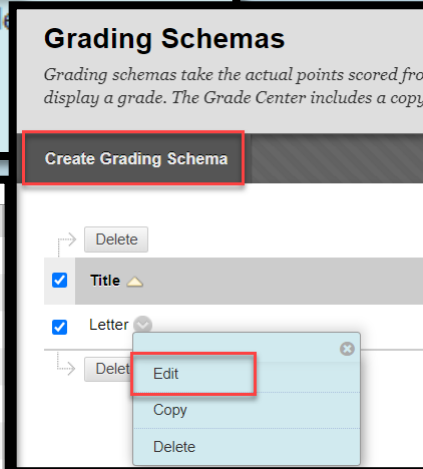 Grading Schemas
Grading schemas take the actual points scored fro
display a grade. The Grade Center includes a copy
Create Grading Schema
Delete
Title
Letter
Delet
Edit
Copy
Delete